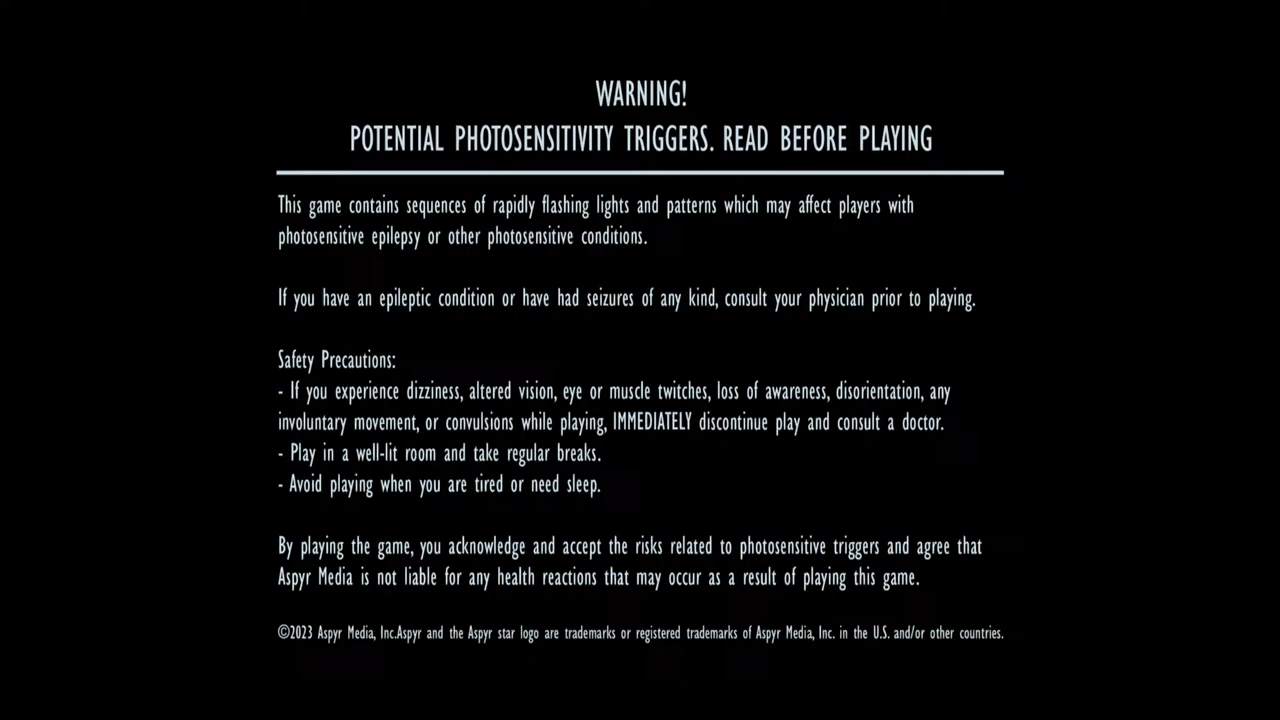 WARNING!
POTENTIAL PHOTOSENSITIVITY TRIGGERS. READ BEFORE PLAYING
This game contains sequences of rapidly flashing lights and patterns which may affect players with
photosensitive epilepsy or other photosensitive conditions.
If you have an epileptic condition or have had seizures of any kind, consult your physician prior to playing.
Safety Precautions:
- If you experience dizziness, altered vision, eye or muscle twitches, loss of awareness, disorientation, any
involuntary movement, or convulsions while playing, IMMEDIATELY discontinue play and consult a doctor.
- Play in a well-lit room and take regular breaks.
- Avoid playing when you are tired or need sleep.
By playing the game, you acknowledge and accept the risks related to photosensitive triggers and agree that
Aspyr Media is not liable for any health reactions that may occur as a result of playing this game.
©2023 Aspyr Media, Inc.Aspyr and the Aspyr star logo are trademarks or registered trademarks of Aspyr Media, Inc. in the U.S. and/or other countries.